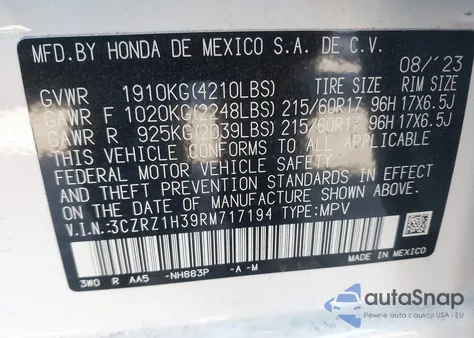 MFD.BY HONDA DE MEXICO S.A. DE C.V.
08/'23
GVWR 1910KG(4210LBS) TIRE SIZE RIM SIZE
GAWR F 1020KG(2248LBS) 215/60R17 96H 17X6.5J
GAWR R 925KG(2039LBS) 215/60R17 96H 17X6.5J
THIS VEHICLE CONFORMS TO ALL APPLICABLE
FEDERAL MOTOR VEHICLE SAFETY
AND THEFT PREVENTION STANDARDS IN EFFECT
ON THE DATE OF MANUFACTURE SHOWN ABOVE.
V.I.N.:3CZRZ1H39RM717194 TYPE:MPV
3WO R AA5 -NH883P -A -M
MADE IN MEXICO
autoSnap
Pewne auta z aukcji USA i EU